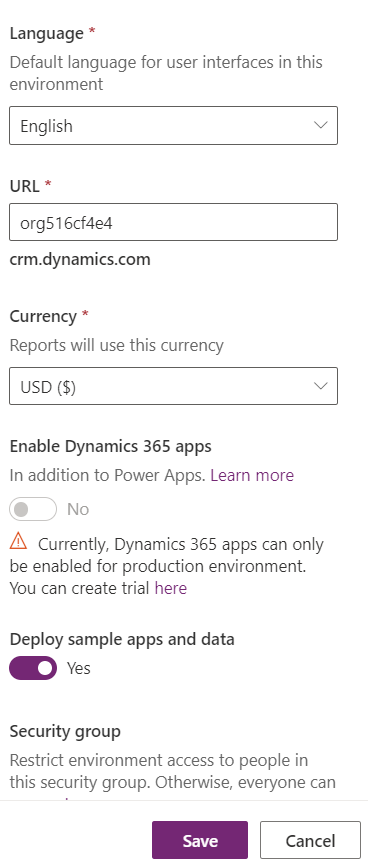 Language *
Default language for user interfaces in this
environment
English
URL *
org516cf4e4
crm.dynamics.com
Currency *
Reports will use this currency
USD ($)
Enable Dynamics 365 apps
In addition to Power Apps. Learn more
No
Currently, Dynamics 365 apps can only
be enabled for production environment.
You can create trial here
Deploy sample apps and data
Yes
Security group
Restrict environment access to people in
this security group. Otherwise, everyone can
Save Cancel